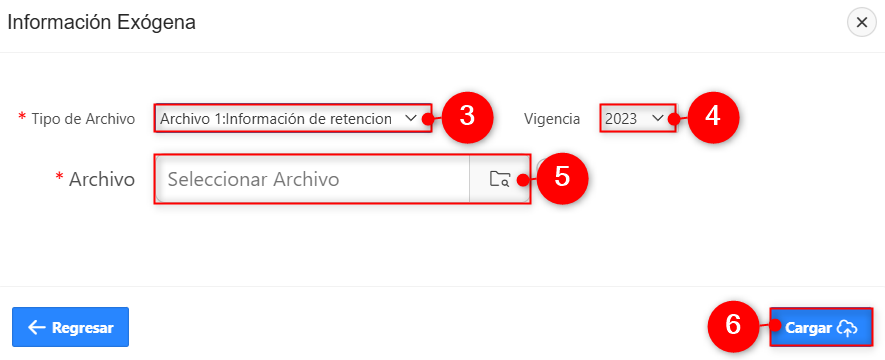 Información Exógena
* Tipo de Archivo Archivo 1:Información de retencion 3 Vigencia 2023 4
* Archivo Seleccionar Archivo 5
Regresar 6 Cargar